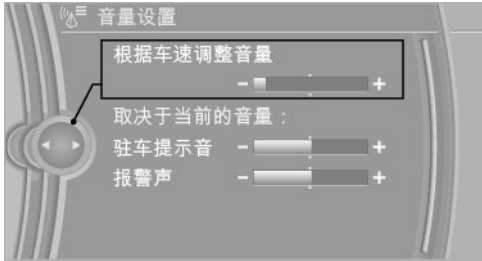 音量设置
根据车速调整音量
- +
取决于当前的音量：
驻车提示音 - +
报警声 - +